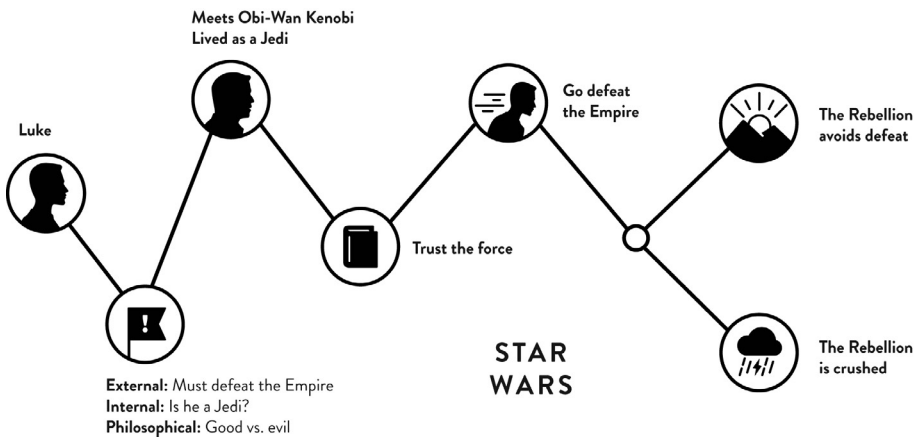 Meets Obi-Wan Kenobi
Lived as a Jedi
Luke
Go defeat
the Empire
The Rebellion
avoids defeat
!
Trust the force
External: Must defeat the Empire
Internal: Is he a Jedi?
Philosophical: Good vs. evil
STAR
WARS
The Rebellion
is crushed